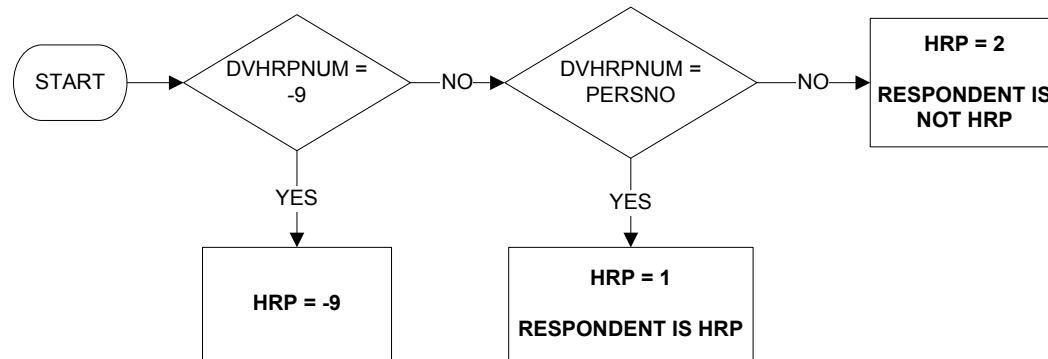 START
DVHRPNUM =
-9
NO
DVHRPNUM =
PERSNO
NO
HRP = 2
RESPONDENT IS
NOT HRP
YES
YES
HRP = -9
HRP = 1
RESPONDENT IS HRP